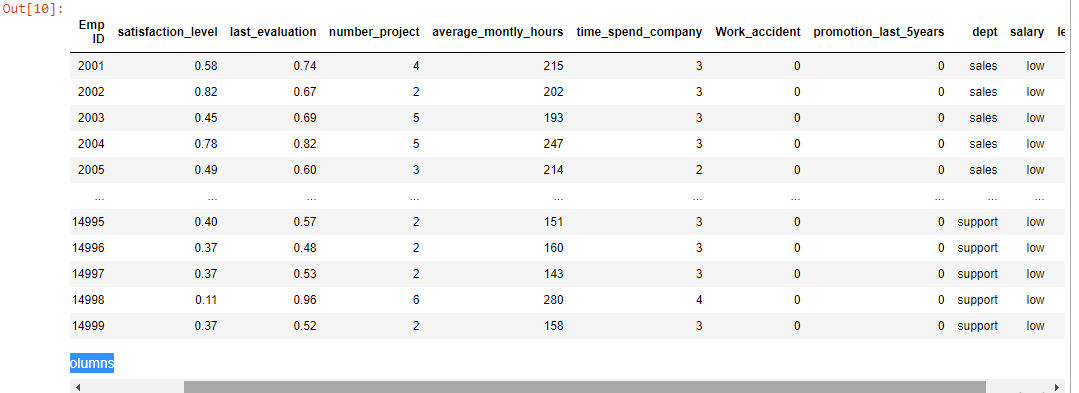 Out[10]:
Emp ID satisfaction_level last_evaluation number_project average_montly_hours time_spend_company Work_accident promotion_last_5years dept salary le
2001 0.58 0.74 4 215 3 0 0 sales low
2002 0.82 0.67 2 202 3 0 0 sales low
2003 0.45 0.69 5 193 3 0 0 sales low
2004 0.78 0.82 5 247 3 0 0 sales low
2005 0.49 0.60 3 214 2 0 0 sales low
... ... ... ... ... ... ... ... ... ...
14995 0.40 0.57 2 151 3 0 0 support low
14996 0.37 0.48 2 160 3 0 0 support low
14997 0.37 0.53 2 143 3 0 0 support low
14998 0.11 0.96 6 280 4 0 0 support low
14999 0.37 0.52 2 158 3 0 0 support low
olumns